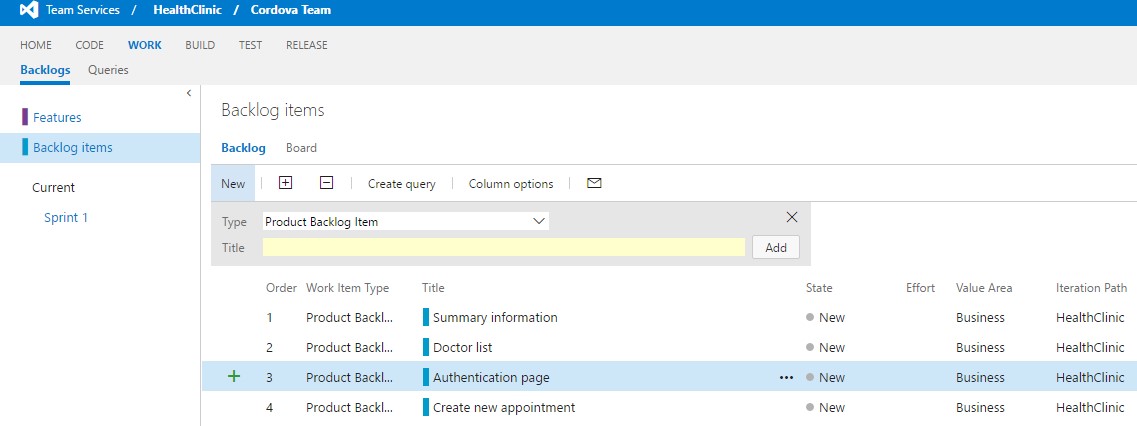 Team Services / HealthClinic / Cordova Team
HOME CODE WORK BUILD TEST RELEASE
Backlogs Queries
Features
Backlog items
Current
Sprint 1
Backlog items
Backlog Board
New Create query Column options
Type Product Backlog Item
Title Add
Order Work Item Type Title State Effort Value Area Iteration Path
1 Product Backl... Summary information New Business HealthClinic
2 Product Backl... Doctor list New Business HealthClinic
3 Product Backl... Authentication page ... New Business HealthClinic
4 Product Backl... Create new appointment New Business HealthClinic